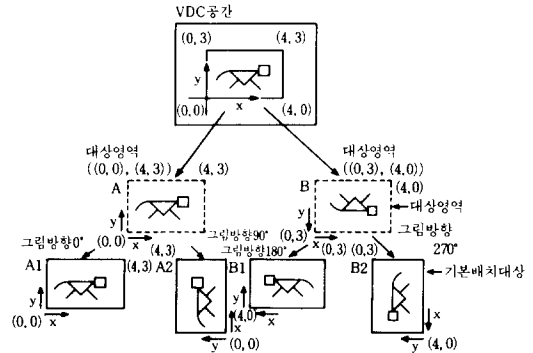 VDC공간
(0, 3) (4, 3)
y
(0, 0) x (4, 0)
대상영역
((0, 0), (4, 3)) (4, 3)
대상영역
((0, 3), (4, 0))
(4, 0)
A
B
y
y
대상영역
(0, 0) x
(0, 3) x
그림방향0°
그림방향90°
그림방향180°
그림방향
270°
(4, 3)
(0, 3) (0, 3)
A1 (4, 3) A2 B1 B2
기본배치대상
y
x
y
(4, 0)
x
(0, 0) x
y (0, 0)
x
y (4, 0)